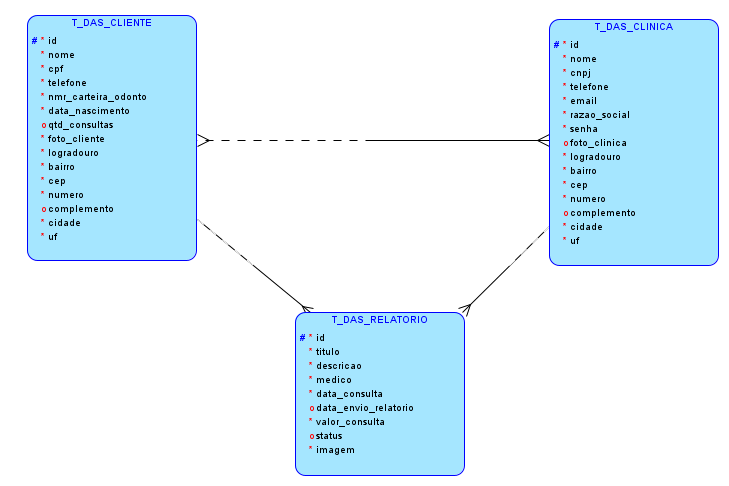 T_DAS_CLIENTE
# * id
* nome
* cpf
* telefone
* nmr_carteira_odonto
* data_nascimento
o qtd_consultas
* foto_cliente
* logradouro
* bairro
* cep
* numero
o complemento
* cidade
* uf
T_DAS_CLINICA
# * id
* nome
* cnpj
* telefone
* email
* razao_social
* senha
o foto_clinica
* logradouro
* bairro
* cep
* numero
o complemento
* cidade
* uf
T_DAS_RELATORIO
# * id
* titulo
* descricao
* medico
* data_consulta
o data_envio_relatorio
* valor_consulta
o status
* imagem